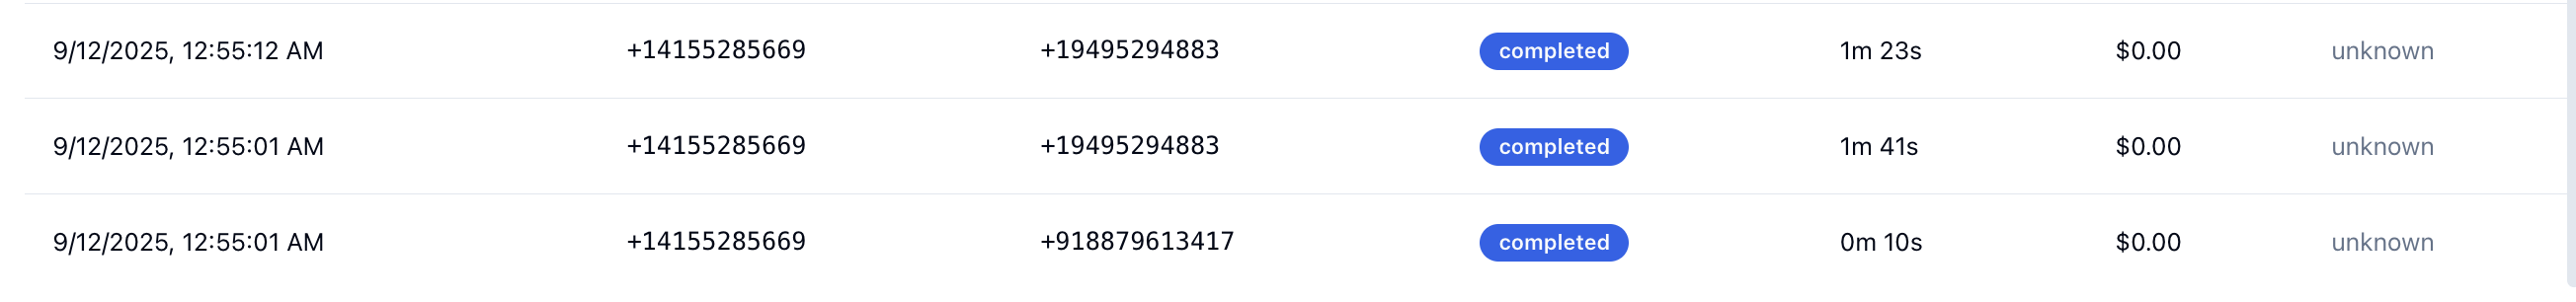 9/12/2025, 12:55:12 AM +14155285669 +19495294883 completed 1m 23s $0.00 unknown
9/12/2025, 12:55:01 AM +14155285669 +19495294883 completed 1m 41s $0.00 unknown
9/12/2025, 12:55:01 AM +14155285669 +918879613417 completed 0m 10s $0.00 unknown